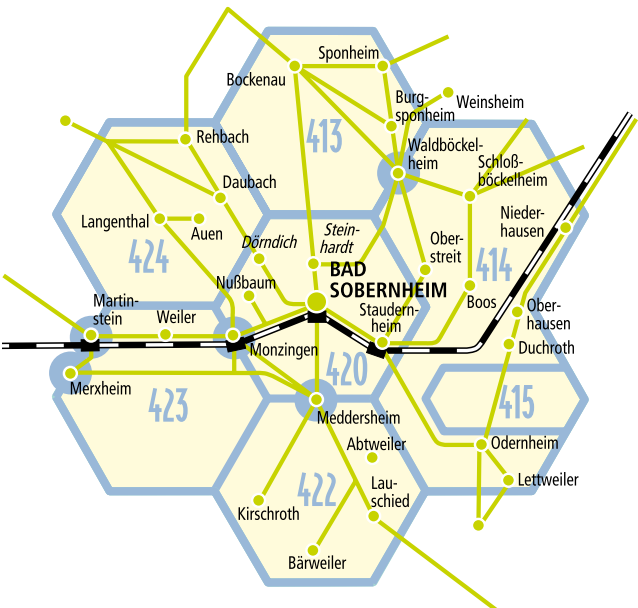 Sponheim
Bockenau
Burg-
sponheim
Weinsheim
413
Rehbach
Waldböckel-
heim
Schloß-
böckelheim
Daubach
Langenthal
Auen
Dörndich
Stein-
hardt
Nieder-
hausen
424
Ober-
streit
414
Nußbaum
BAD
SOBERNHEIM
Martin-
stein
Weiler
Staudern-
heim
Boos
Ober-
hausen
Monzingen
Duchroth
420
Merxheim
423
415
Meddersheim
Abtweiler
Odernheim
422
Lau-
schied
Lettweiler
Kirschroth
Bärweiler